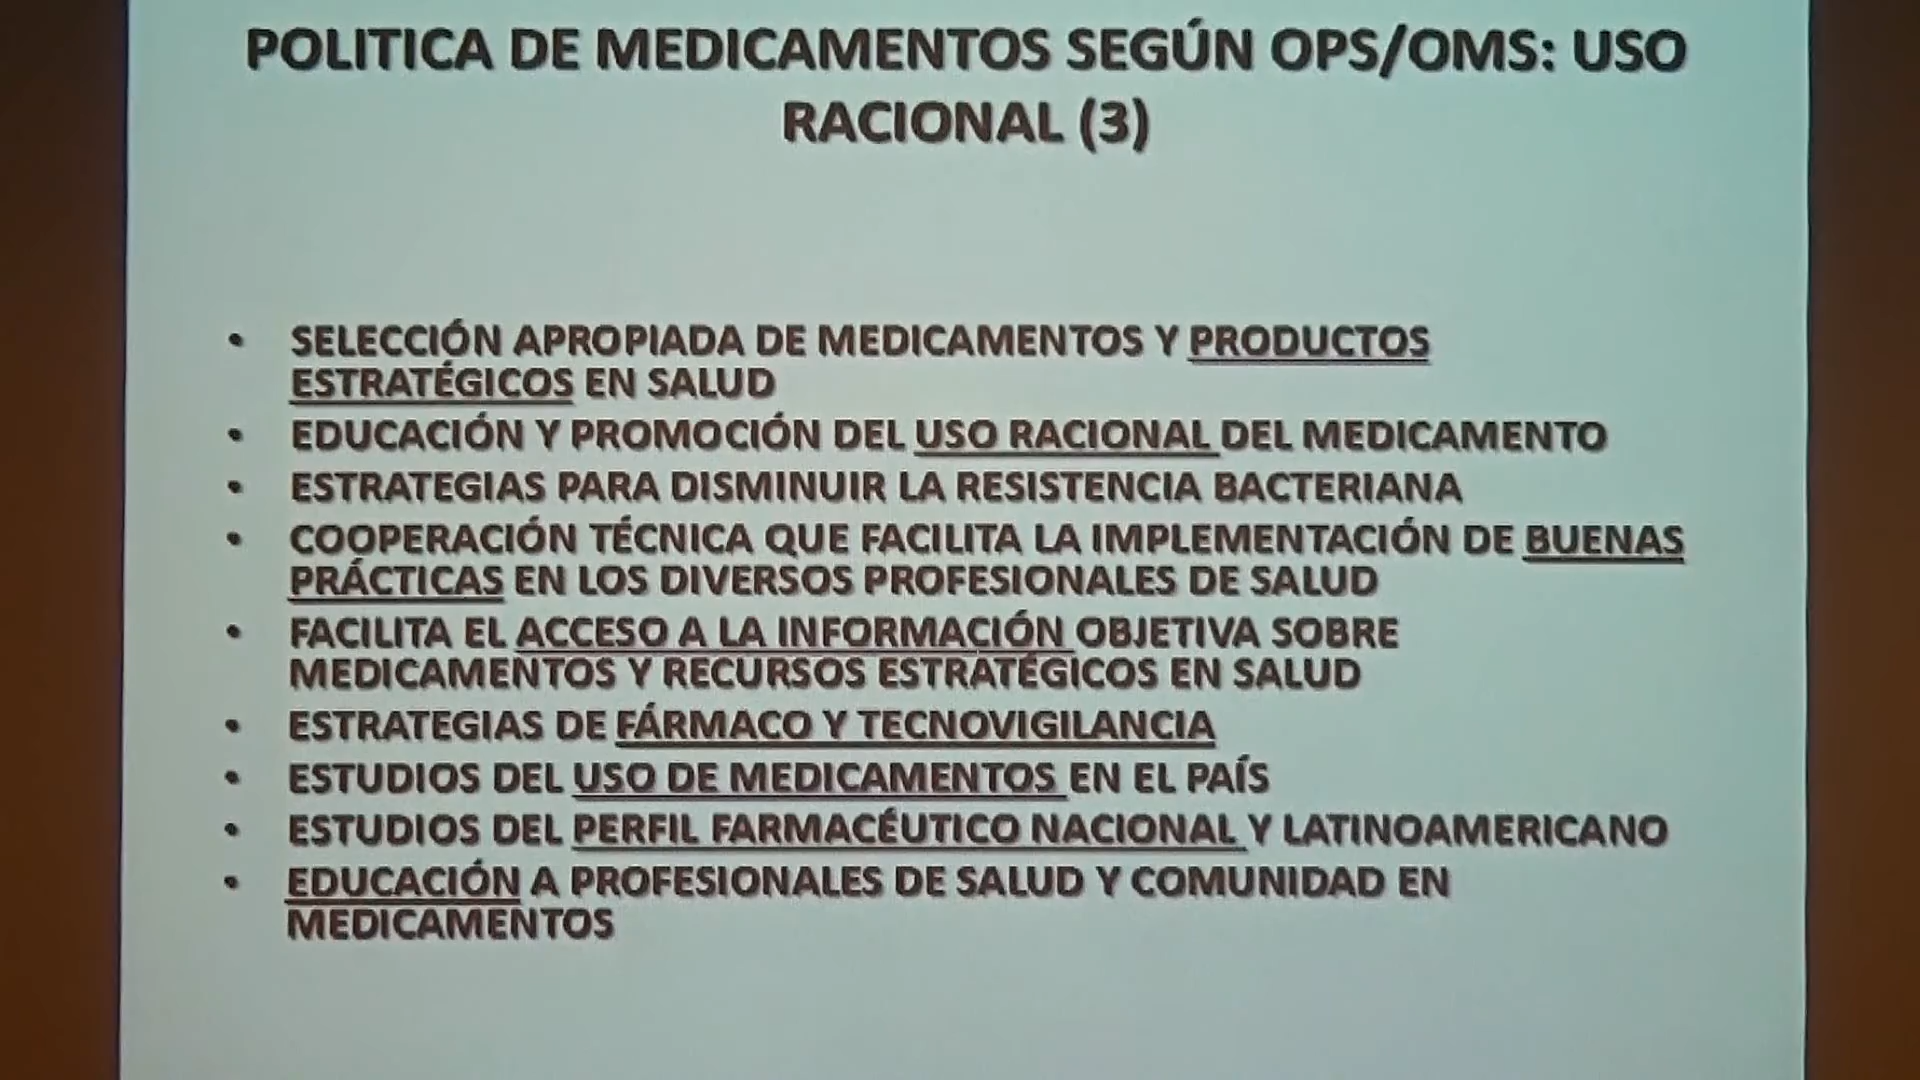 POLITICA DE MEDICAMENTOS SEGÚN OPS/OMS: USO
RACIONAL (3)
• SELECCIÓN APROPIADA DE MEDICAMENTOS Y PRODUCTOS
ESTRATÉGICOS EN SALUD
• EDUCACIÓN Y PROMOCIÓN DEL USO RACIONAL DEL MEDICAMENTO
• ESTRATEGIAS PARA DISMINUIR LA RESISTENCIA BACTERIANA
• COOPERACIÓN TÉCNICA QUE FACILITA LA IMPLEMENTACIÓN DE BUENAS
PRÁCTICAS EN LOS DIVERSOS PROFESIONALES DE SALUD
• FACILITA EL ACCESO A LA INFORMACIÓN OBJETIVA SOBRE
MEDICAMENTOS Y RECURSOS ESTRATÉGICOS EN SALUD
• ESTRATEGIAS DE FÁRMACO Y TECNOVIGILANCIA
• ESTUDIOS DEL USO DE MEDICAMENTOS EN EL PAÍS
• ESTUDIOS DEL PERFIL FARMACÉUTICO NACIONAL Y LATINOAMERICANO
• EDUCACIÓN A PROFESIONALES DE SALUD Y COMUNIDAD EN
MEDICAMENTOS